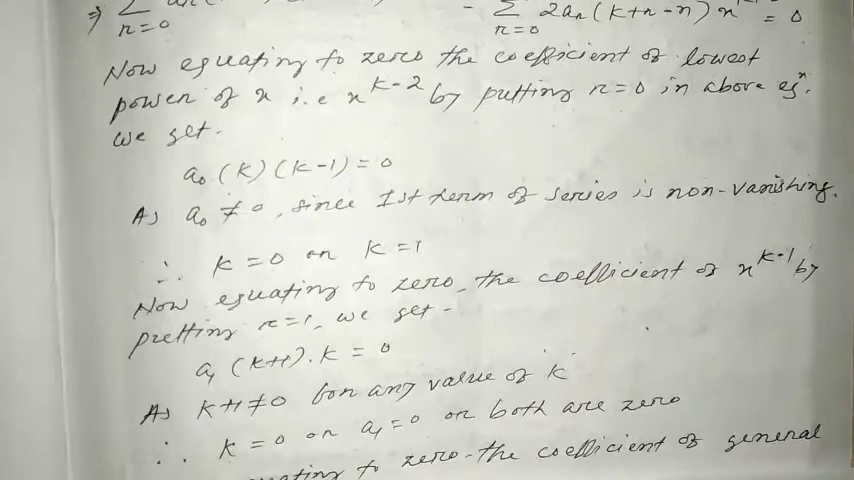 ⇒ Σ n=0 - Σ n=0 2aₙ(k+n-n)x = 0
Now equating to zero the coefficient of lowest
power of x i.e x^{k-2} by putting n=0 in above eqⁿ.
we get.
a₀ (k)(k-1) = 0
As a₀ ≠ 0, since 1st term of series is non-vanishing.
∴ k = 0 or k = 1
Now equating to zero, the coefficient of x^{k-1} by
putting n=1, we get -
a₁ (k+1).k = 0
As k+1≠0 for any value of 'k'
∴ k = 0 or a₁ = 0 or both are zero
equating to zero - the coefficient of general